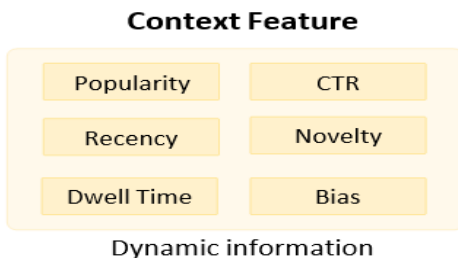 Context Feature
Popularity CTR
Recency Novelty
Dwell Time Bias
Dynamic information